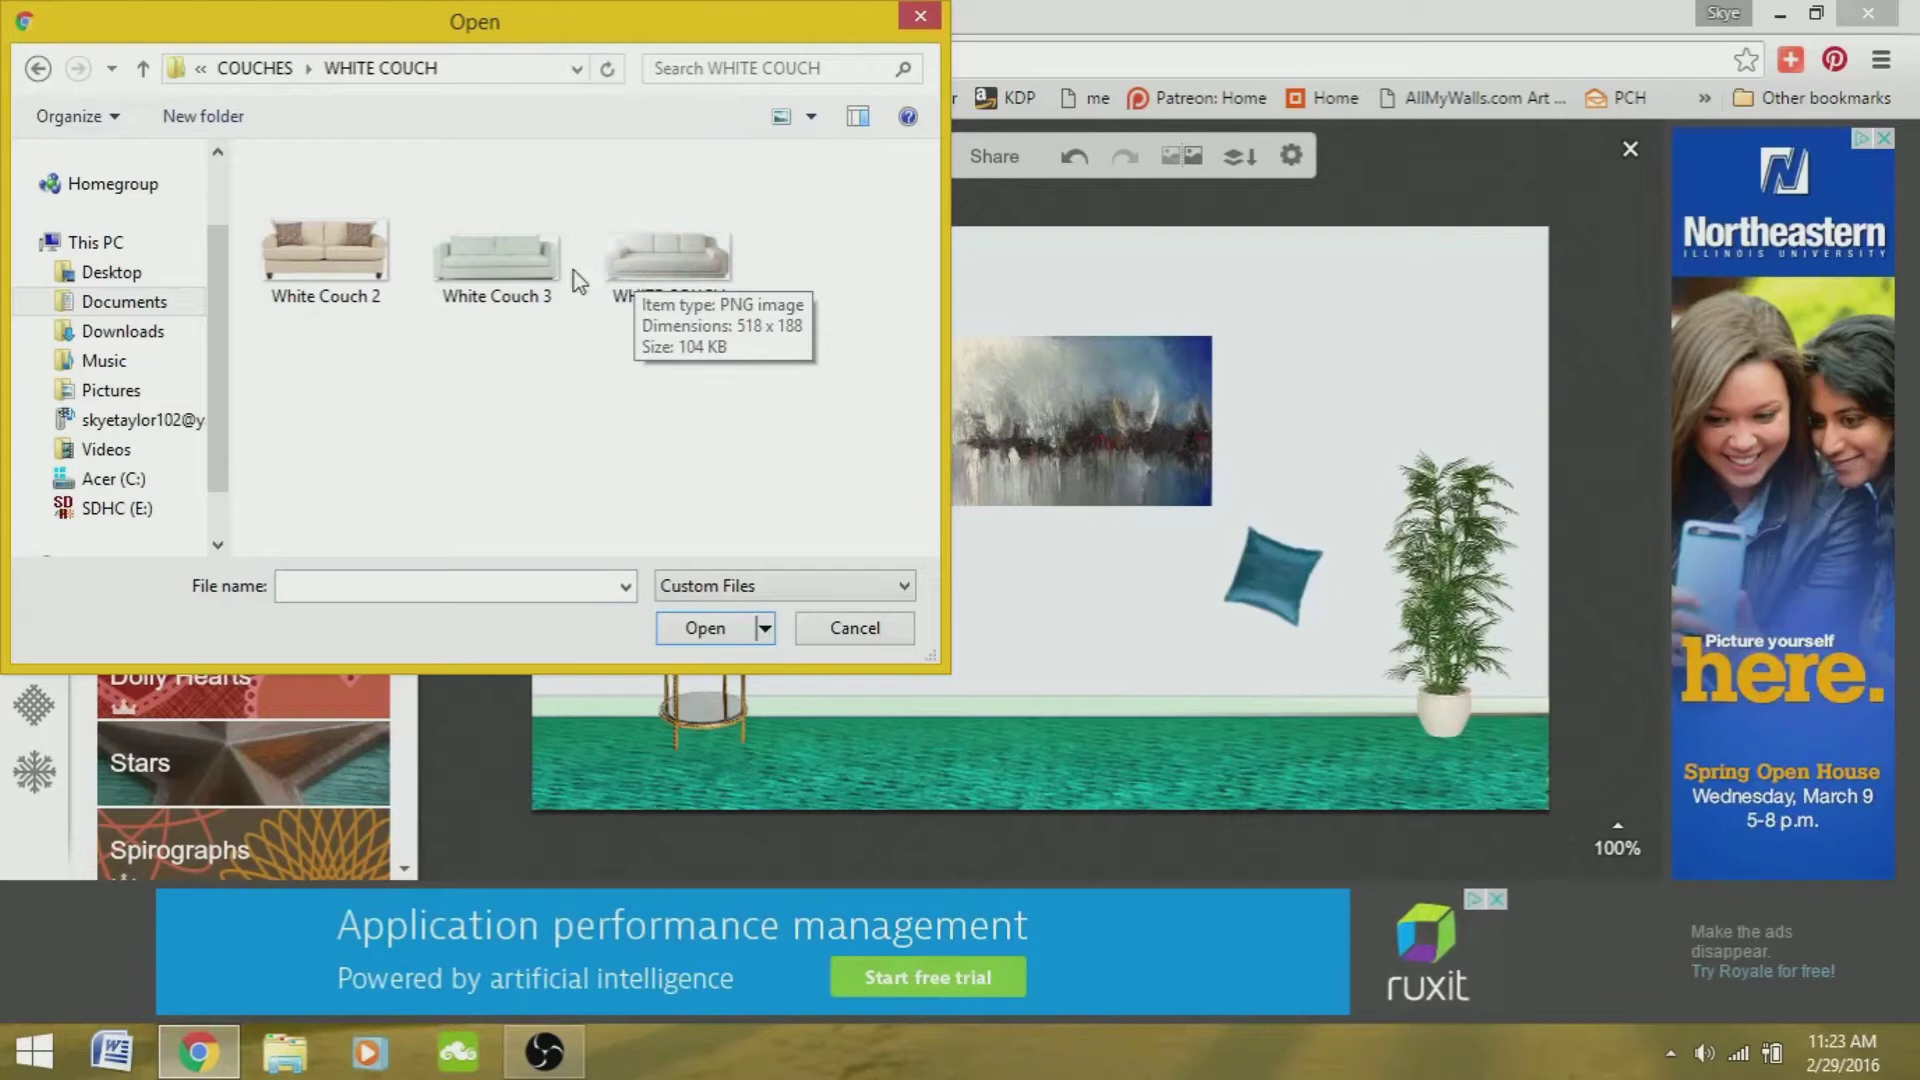 Open
Skye
COUCHES
WHITE COUCH
Search WHITE COUCH
Organize
New folder
KDP
me
Patreon: Home
Home
AllMyWalls.com Art ...
PCH
Other bookmarks
Share
Homegroup
This PC
Desktop
Documents
Downloads
Music
Pictures
skyetaylor102@y
Videos
Acer (C:)
SDHC (E:)
White Couch 2
White Couch 3
Item type: PNG image
Dimensions: 518 x 188
Size: 104 KB
File name:
Custom Files
Open
Cancel
Dolly Hearts
Stars
Spirographs
100%
Northeastern
ILLINOIS UNIVERSITY
Picture yourself
here.
Spring Open House
Wednesday, March 9
5-8 p.m.
Application performance management
Powered by artificial intelligence
Start free trial
ruxit
Make the ads
disappear.
Try Royale for free!
11:23 AM
2/29/2016